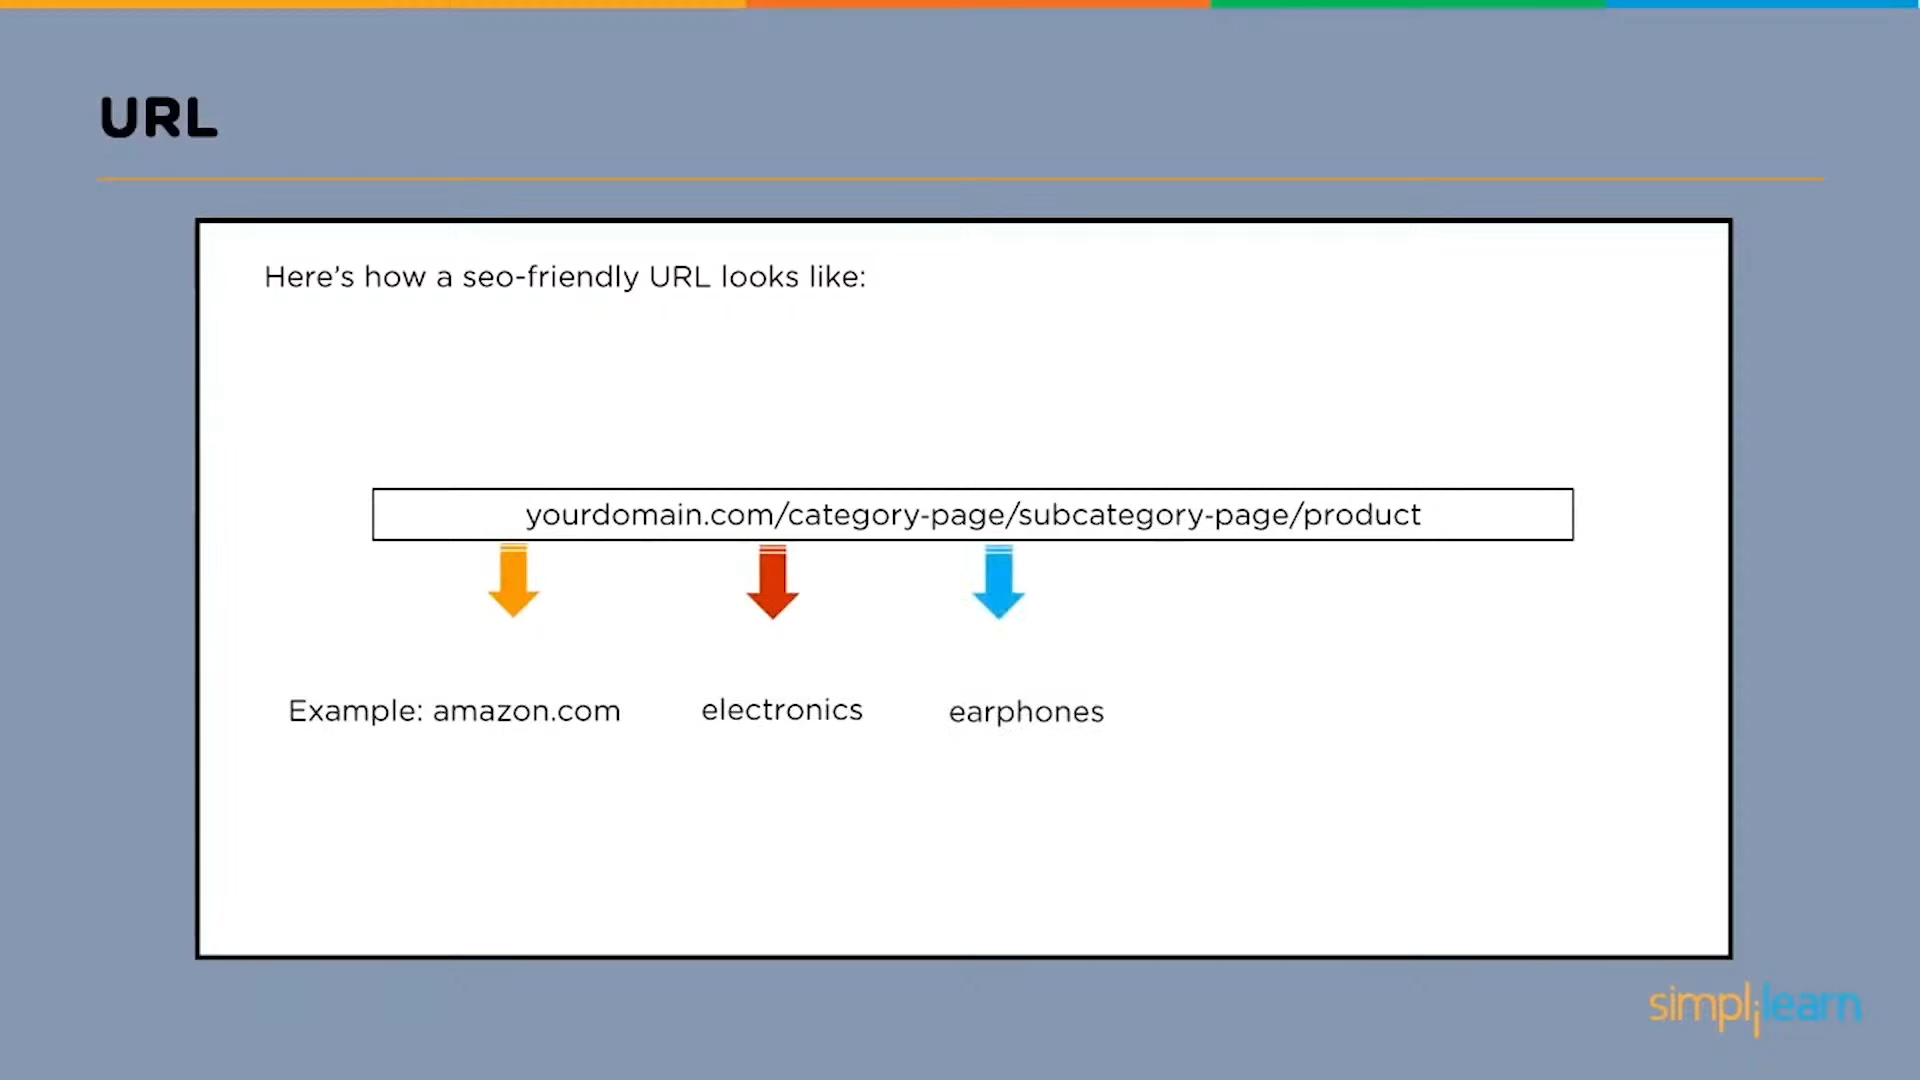 URL
Here's how a seo-friendly URL looks like:
yourdomain.com/category-page/subcategory-page/product
Example: amazon.com electronics earphones
simplilearn